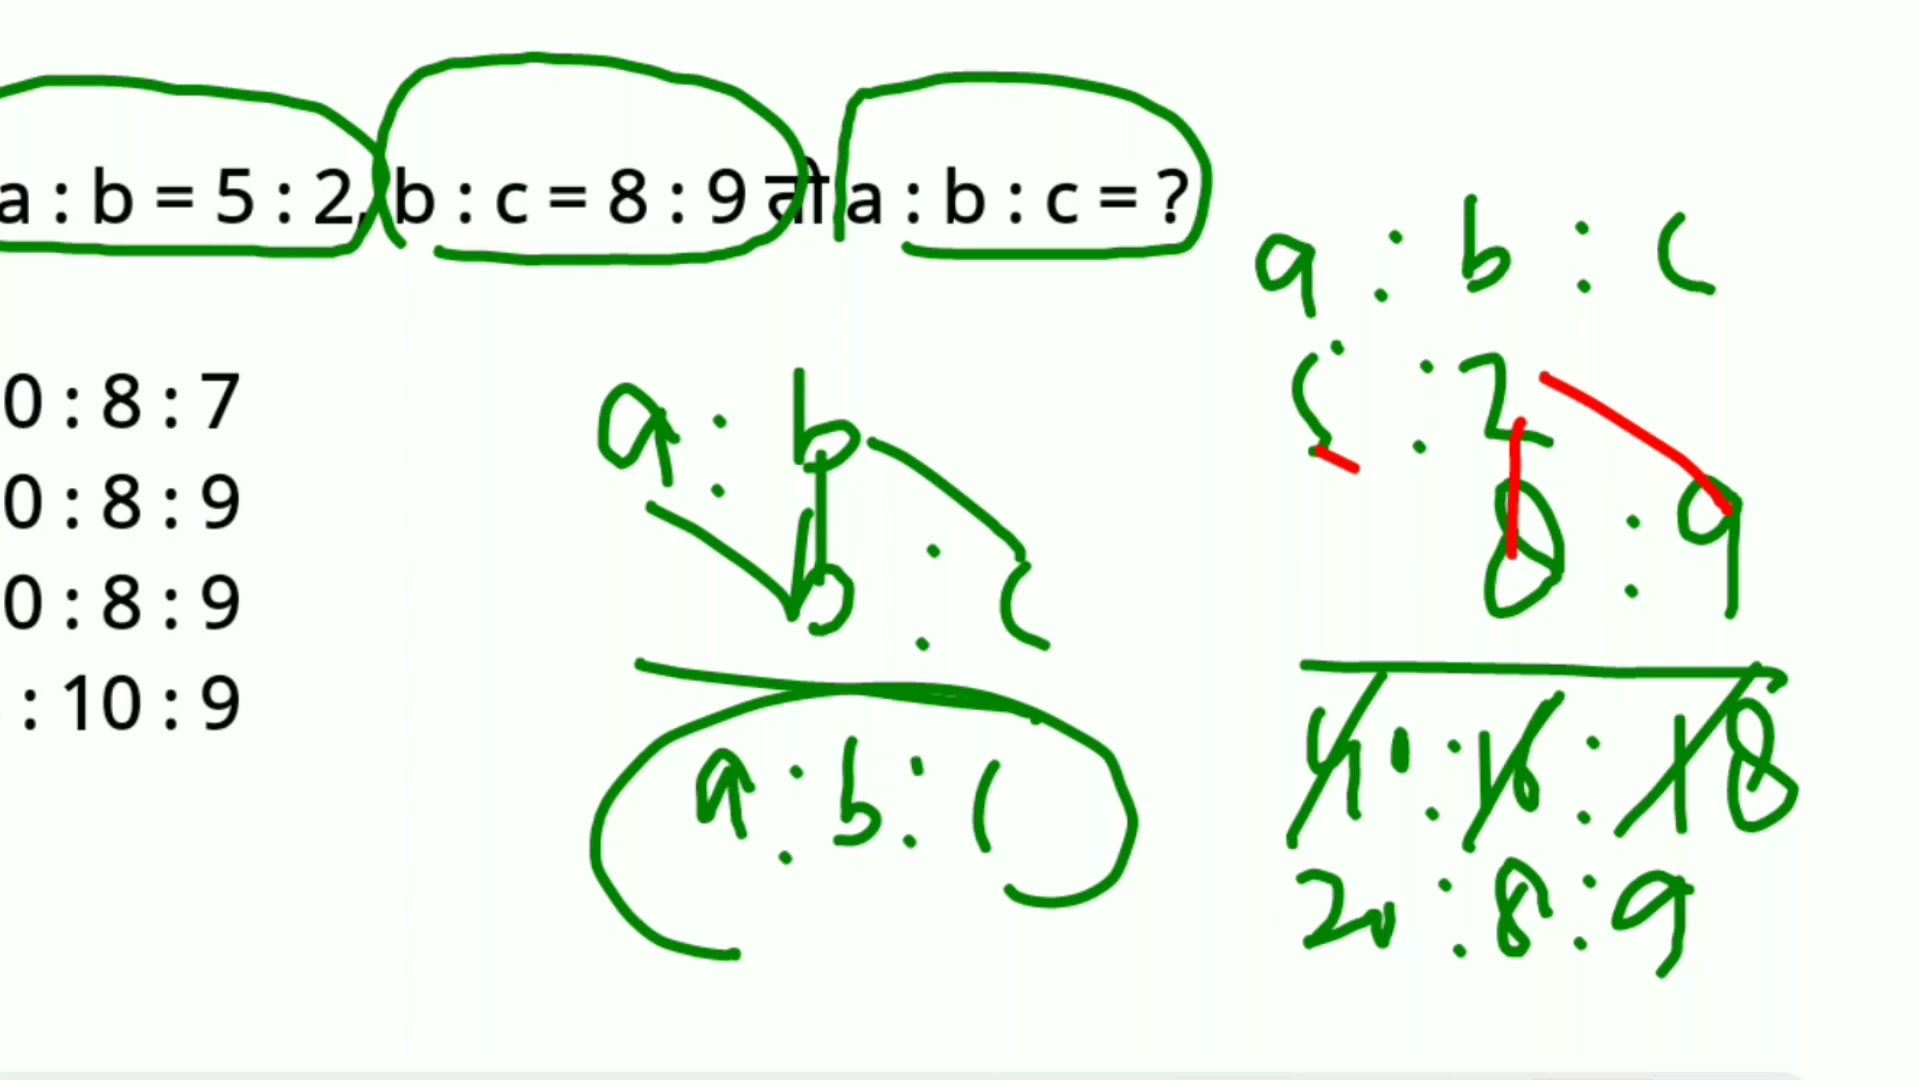 a : b = 5 : 2, b : c = 8 : 9 तो a : b : c = ?
a : b : c
0 : 8 : 7
5 : 2
a : b
0 : 8 : 9
8 : 9
b : c
0 : 8 : 9
: 10 : 9
40 : 16 : 18
a : b : c
20 : 8 : 9